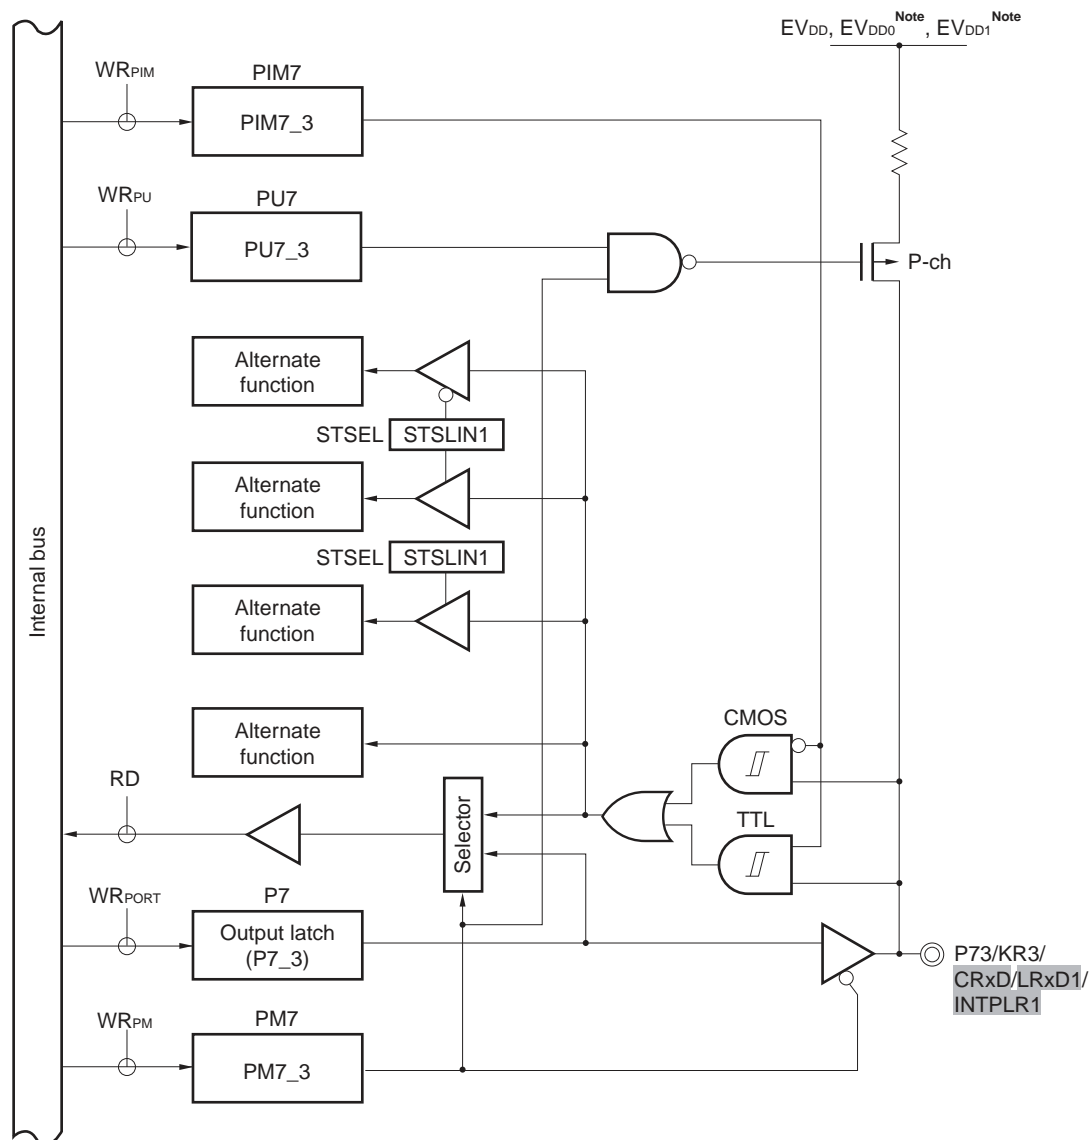 EVDD, EVDD0Note, EVDD1Note
WRPIM
PIM7
PIM7_3
WRPU
PU7
PU7_3
P-ch
Alternate
function
STSEL STSLIN1
Alternate
function
STSEL STSLIN1
Alternate
function
Internal bus
Alternate
function
CMOS
RD
Selector
TTL
WRPORT
P7
Output latch
(P7_3)
P73/KR3/
CRxD/LRxD1/
INTPLR1
WRPM
PM7
PM7_3